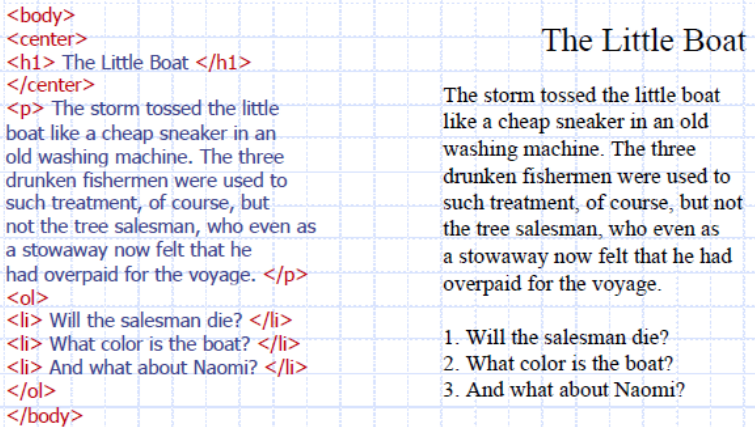 <body>
<center>
<h1> The Little Boat </h1>
</center>
<p> The storm tossed the little
boat like a cheap sneaker in an
old washing machine. The three
drunken fishermen were used to
such treatment, of course, but
not the tree salesman, who even as
a stowaway now felt that he
had overpaid for the voyage. </p>
<ol>
<li> Will the salesman die? </li>
<li> What color is the boat? </li>
<li> And what about Naomi? </li>
</ol>
</body>
The Little Boat
The storm tossed the little boat
like a cheap sneaker in an old
washing machine. The three
drunken fishermen were used to
such treatment, of course, but not
the tree salesman, who even as
a stowaway now felt that he had
overpaid for the voyage.
1. Will the salesman die?
2. What color is the boat?
3. And what about Naomi?